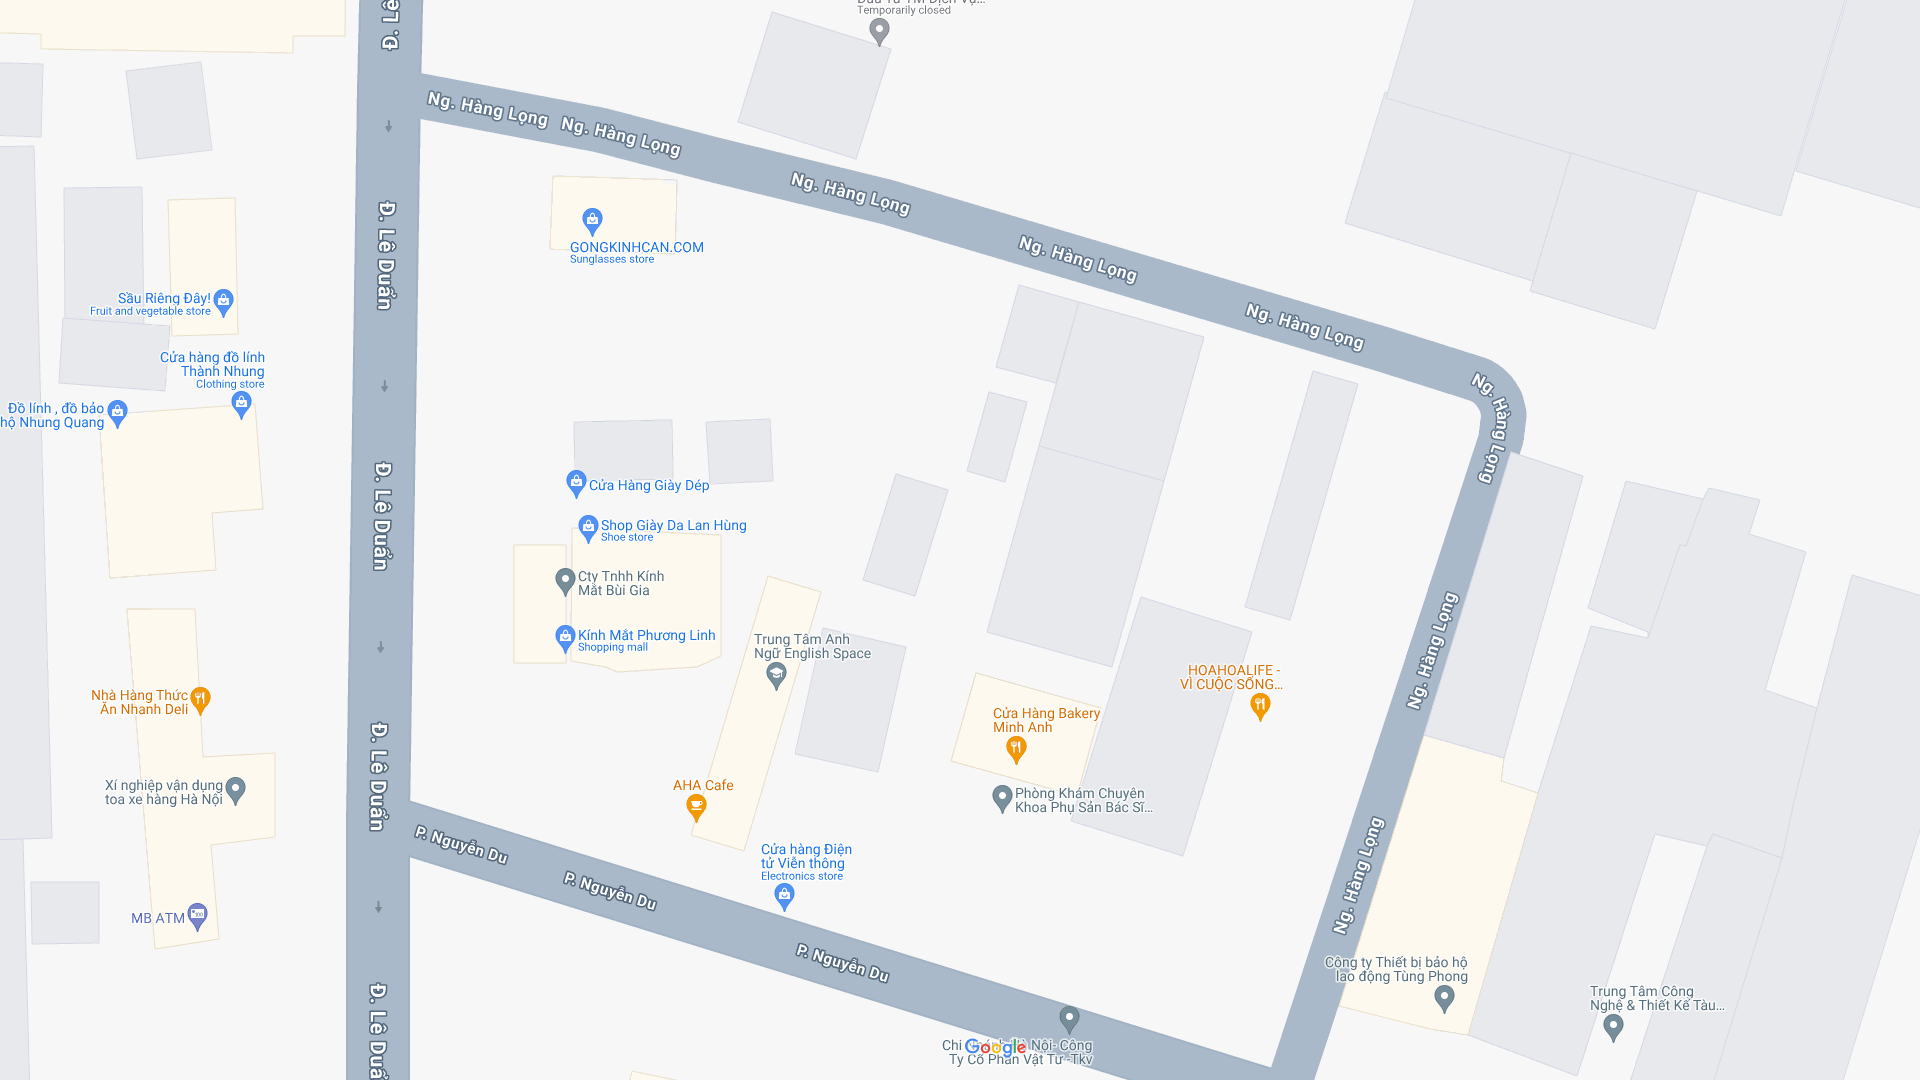 Temporarily closed
Ng. Hàng Lọng
Ng. Hàng Lọng
Ng. Hàng Lọng
Ng. Hàng Lọng
Ng. Hàng Lọng
Ng. Hàng Lọng
Ng. Hàng Lọng
Ng. Hàng Lọng
Đ. Lê Duẩn
Đ. Lê Duẩn
Đ. Lê Duẩn
Đ. Lê Duẩn
GONGKINHCAN.COM
Sunglasses store
Sầu Riêng Đây!
Fruit and vegetable store
Cửa hàng đồ lính
Thành Nhung
Clothing store
Đồ lính , đồ bảo
hộ Nhung Quang
Cửa Hàng Giày Dép
Shop Giày Da Lan Hùng
Shoe store
Cty Tnhh Kính
Mắt Bùi Gia
Kính Mắt Phương Linh
Shopping mall
Trung Tâm Anh
Ngữ English Space
HOAHOALIFE -
VÌ CUỘC SỐNG...
Nhà Hàng Thức
Ăn Nhanh Deli
Cửa Hàng Bakery
Minh Anh
Xí nghiệp vận dụng
toa xe hàng Hà Nội
AHA Cafe
Phòng Khám Chuyên
Khoa Phụ Sản Bác Sĩ...
P. Nguyễn Du
P. Nguyễn Du
P. Nguyễn Du
Cửa hàng Điện
tử Viễn thông
Electronics store
MB ATM
Công ty Thiết bị bảo hộ
lao động Tùng Phong
Trung Tâm Công
Nghệ & Thiết Kế Tàu...
Chi Nội- Công
Ty Cổ Phần Vật Tư -Tkv
Google